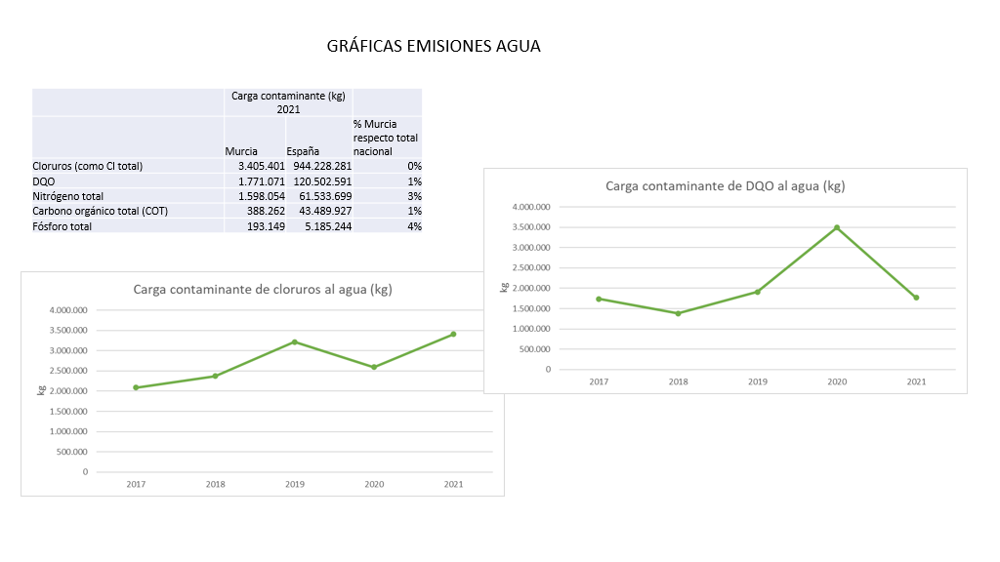 GRÁFICAS EMISIONES AGUA
Carga contaminante (kg)
2021
% Murcia
respecto total
Murcia España nacional
Cloruros (como Cl total) 3.405.401 944.228.281 0%
DQO 1.771.071 120.502.591 1%
Nitrógeno total 1.598.054 61.533.699 3%
Carbono orgánico total (COT) 388.262 43.489.927 1%
Fósforo total 193.149 5.185.244 4%
Carga contaminante de DQO al agua (kg)
4.000.000
3.500.000
3.000.000
2.500.000
2.000.000
1.500.000
1.000.000
500.000
0
kg
2017 2018 2019 2020 2021
Carga contaminante de cloruros al agua (kg)
4.000.000
3.500.000
3.000.000
2.500.000
2.000.000
1.500.000
1.000.000
500.000
0
kg
2017 2018 2019 2020 2021